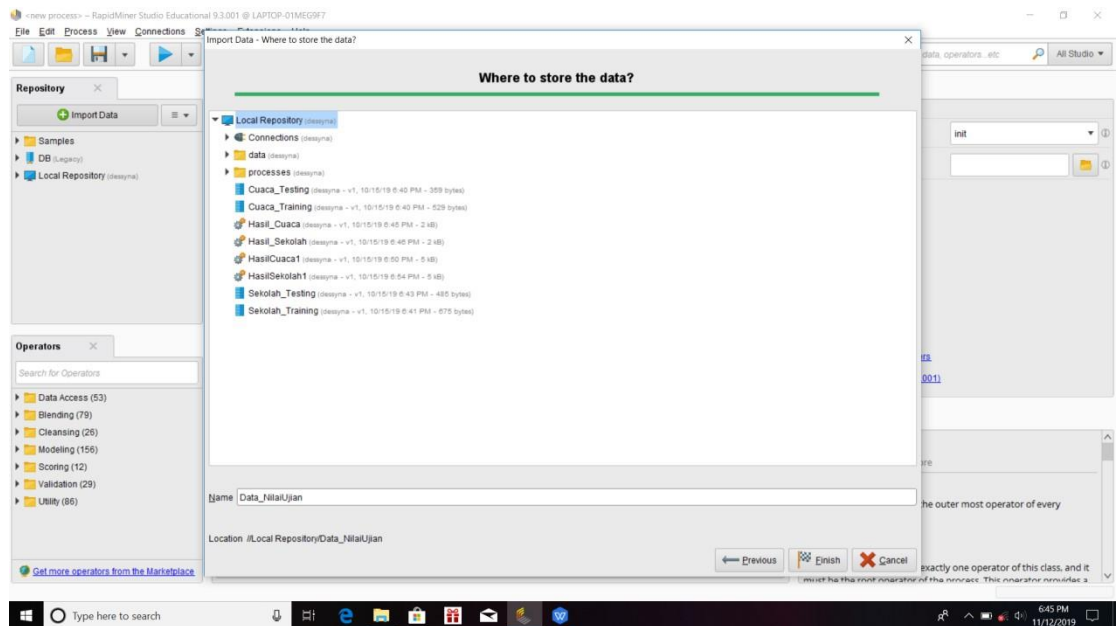 <new process> – RapidMiner Studio Educational 9.3.001 @ LAPTOP-01MEG9F7
File Edit Process View Connections
Import Data - Where to store the data?
data, operators...etc
All Studio
Where to store the data?
Repository
Import Data
Samples
DB (Legacy)
Local Repository (dessyna)
Local Repository (dessyna)
Connections (dessyna)
data (dessyna)
processes (dessyna)
Cuaca_Testing (dessyna – v1, 10/15/19 6:40 PM – 359 bytes)
Cuaca_Training (dessyna – v1, 10/15/19 6:40 PM – 529 bytes)
Hasil_Cuaca (dessyna – v1, 10/15/19 6:45 PM – 2 kB)
Hasil_Sekolah (dessyna – v1, 10/15/19 6:46 PM – 2 kB)
HasilCuaca1 (dessyna – v1, 10/15/19 6:50 PM – 5 kB)
HasilSekolah1 (dessyna – v1, 10/15/19 6:54 PM – 5 kB)
Sekolah_Testing (dessyna – v1, 10/15/19 6:43 PM – 485 bytes)
Sekolah_Training (dessyna – v1, 10/15/19 6:41 PM – 675 bytes)
init
Operators
Search for Operators
Data Access (53)
Blending (79)
Cleansing (26)
Modeling (156)
Scoring (12)
Validation (29)
Utility (86)
Get more operators from the Marketplace
Name Data_NilaiUjian
Location //Local Repository/Data_NilaiUjian
Previous
Finish
Cancel
001)
he outer most operator of every
exactly one operator of this class, and it
must be the root operator of the process. This operator provides a
Type here to search
6:45 PM
11/12/2019